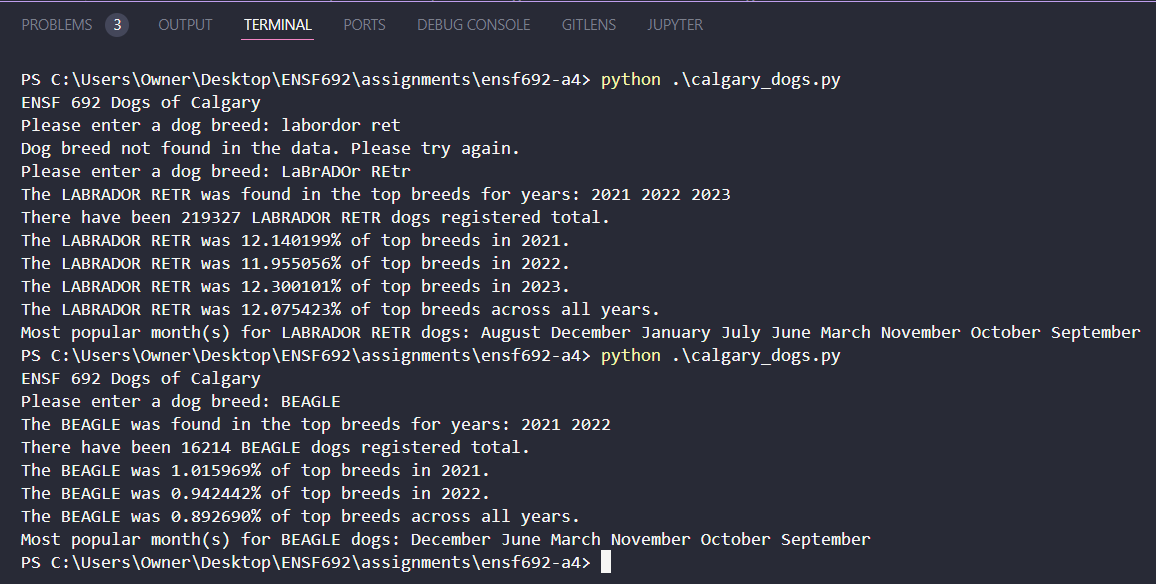 PROBLEMS 3 OUTPUT TERMINAL PORTS DEBUG CONSOLE GITLENS JUPYTER
PS C:\Users\Owner\Desktop\ENSF692\assignments\ensf692-a4> python .\calgary_dogs.py
ENSF 692 Dogs of Calgary
Please enter a dog breed: labordor ret
Dog breed not found in the data. Please try again.
Please enter a dog breed: LaBrADOr REtr
The LABRADOR RETR was found in the top breeds for years: 2021 2022 2023
There have been 219327 LABRADOR RETR dogs registered total.
The LABRADOR RETR was 12.140199% of top breeds in 2021.
The LABRADOR RETR was 11.955056% of top breeds in 2022.
The LABRADOR RETR was 12.300101% of top breeds in 2023.
The LABRADOR RETR was 12.075423% of top breeds across all years.
Most popular month(s) for LABRADOR RETR dogs: August December January July June March November October September
PS C:\Users\Owner\Desktop\ENSF692\assignments\ensf692-a4> python .\calgary_dogs.py
ENSF 692 Dogs of Calgary
Please enter a dog breed: BEAGLE
The BEAGLE was found in the top breeds for years: 2021 2022
There have been 16214 BEAGLE dogs registered total.
The BEAGLE was 1.015969% of top breeds in 2021.
The BEAGLE was 0.942442% of top breeds in 2022.
The BEAGLE was 0.892690% of top breeds across all years.
Most popular month(s) for BEAGLE dogs: December June March November October September
PS C:\Users\Owner\Desktop\ENSF692\assignments\ensf692-a4>